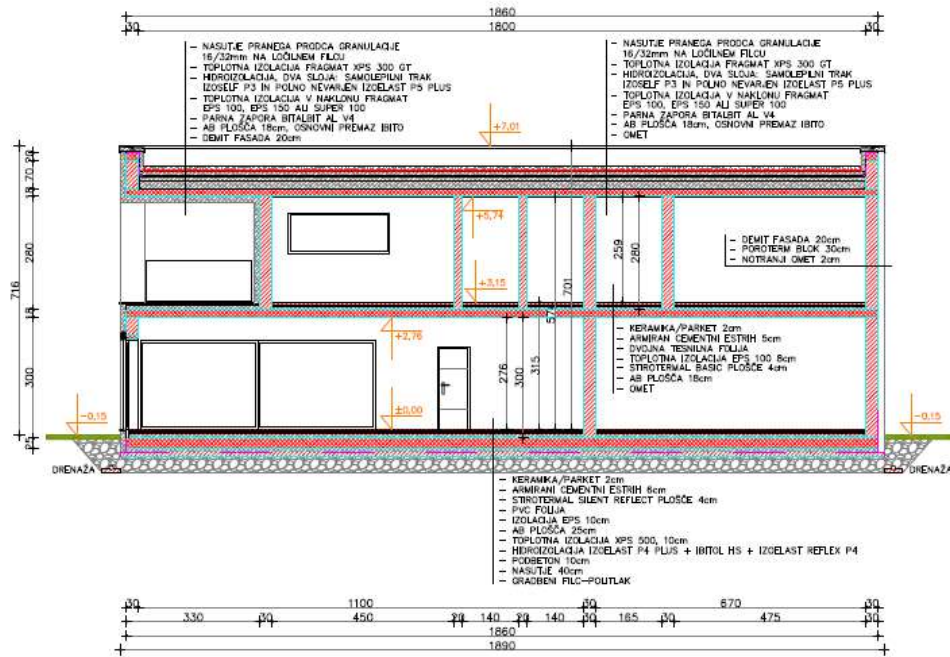 1860
30 1800 30
- NASUTJE PRANEGA PRODCA GRANULACIJE
16/32mm NA LOČILNEM FILCU
- TOPLOTNA IZOLACIJA FRAGMAT XPS 300 GT
- HIDROIZOLACIJA, DVA SLOJA: SAMOLEPILNI TRAK
IZOSELF P3 IN POLNO NEVARJEN IZOELAST P5 PLUS
- TOPLOTNA IZOLACIJA V NAKLONU FRAGMAT
EPS 100, EPS 150 ALI SUPER 100
- PARNA ZAPORA BITALBIT AL V4
- AB PLOŠČA 18cm, OSNOVNI PREMAZ IBITO
- DEMIT FASADA 20cm
- NASUTJE PRANEGA PRODCA GRANULACIJE
16/32mm NA LOČILNEM FILCU
- TOPLOTNA IZOLACIJA FRAGMAT XPS 300 GT
- HIDROIZOLACIJA, DVA SLOJA: SAMOLEPILNI TRAK
IZOSELF P3 IN POLNO NEVARJEN IZOELAST P5 PLUS
- TOPLOTNA IZOLACIJA V NAKLONU FRAGMAT
EPS 100, EPS 150 ALI SUPER 100
- PARNA ZAPORA BITALBIT AL V4
- AB PLOŠČA 18cm, OSNOVNI PREMAZ IBITO
- OMET
+7,01
+5,74
+3,15
+2,76
±0,00
-0,15
-0,15
716
70
280
300
259
280
701
276
300
315
- DEMIT FASADA 20cm
- POROTERM BLOK 30cm
- NOTRANJI OMET 2cm
- KERAMIKA/PARKET 2cm
- ARMIRAN CEMENTNI ESTRIH 5cm
- DVOJNA TESNILNA FOLIJA
- TOPLOTNA IZOLACIJA EPS 100 8cm
- STIROTERMAL BASIC PLOŠČE 4cm
- AB PLOŠČA 18cm
- OMET
DRENAŽA
DRENAŽA
- KERAMIKA/PARKET 2cm
- ARMIRANI CEMENTNI ESTRIH 6cm
- STIROTERMAL SILENT REFLECT PLOŠČE 4cm
- PVC FOLIJA
- IZOLACIJA EPS 10cm
- AB PLOŠČA 25cm
- TOPLOTNA IZOLACIJA XPS 500, 10cm
- HIDROIZOLACIJA IZOELAST P4 PLUS + IBITOL HS + IZOELAST REFLEX P4
- PODBETON 10cm
- NASUTJE 40cm
- GRADBENI FILC-POLITLAK
30 1100 30 670 30
330 30 450 20 140 20 140 30 165 30 475 30
1860
1890